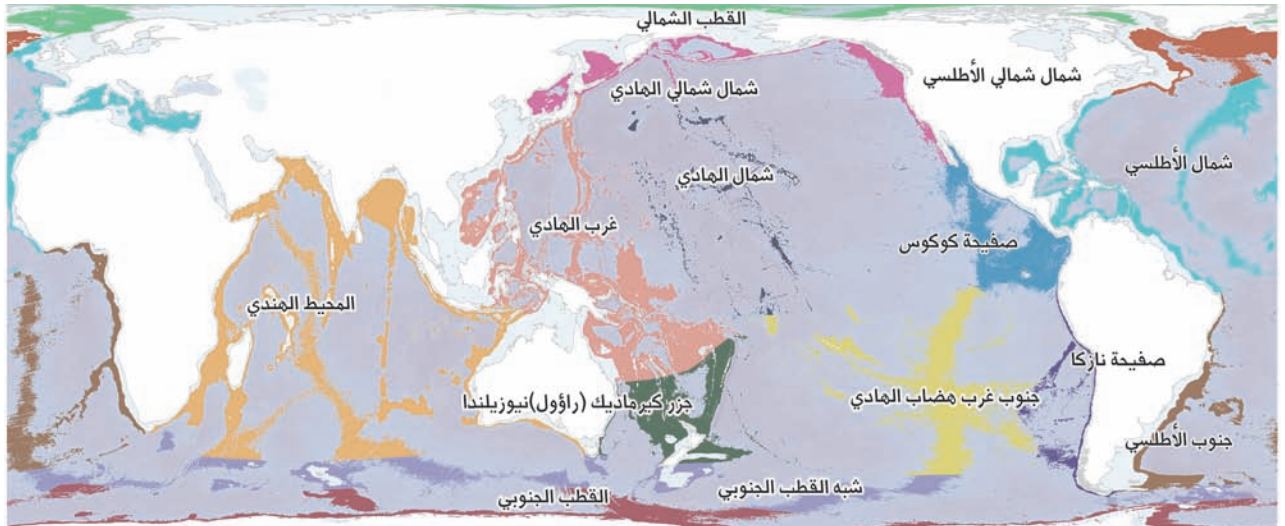 القطب الشمالي
شمال شمالي الأطلسي
شمال شمالي الهادي
شمال الأطلسي
شمال الهادي
غرب الهادي
صفيحة كوكوس
المحيط الهندي
صفيحة نازكا
جنوب غرب هضاب الهادي
جزر كيرماديك (راؤول)نيوزيلندا
جنوب الأطلسي
شبه القطب الجنوبي
القطب الجنوبي